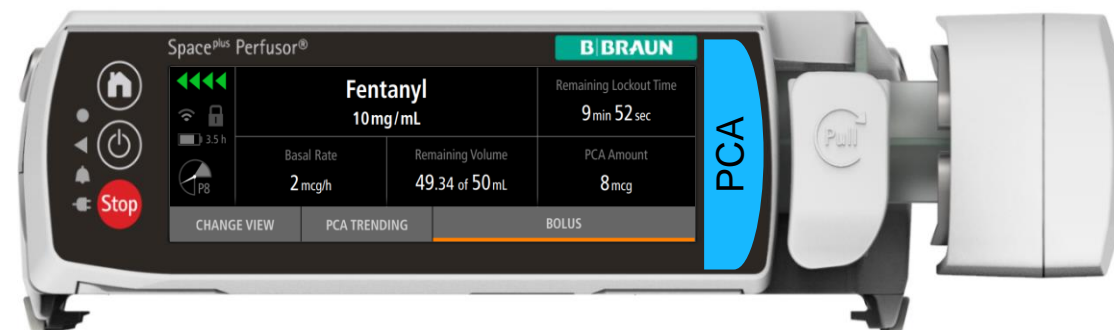 Space plus Perfusor®
B|BRAUN
Fentanyl
10 mg/mL
Remaining Lockout Time
9 min 52 sec
3.5 h
P8
Basal Rate
2 mcg/h
Remaining Volume
49.34 of 50 mL
PCA Amount
8 mcg
Stop
CHANGE VIEW
PCA TRENDING
BOLUS
PCA
Pull